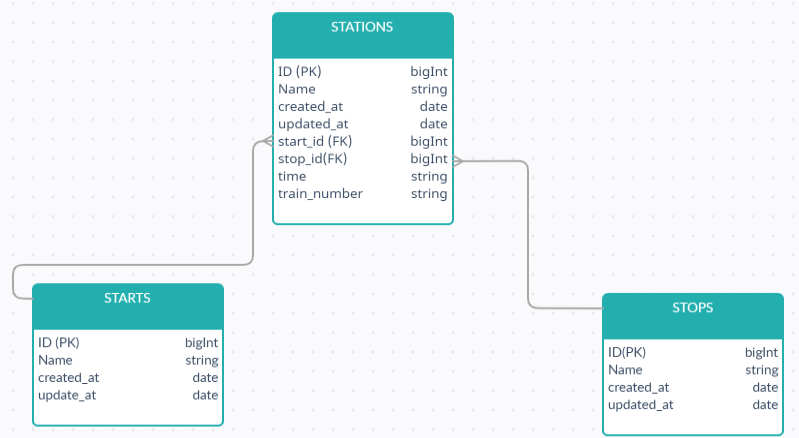 STATIONS
ID (PK) bigInt
Name string
created_at date
updated_at date
start_id (FK) bigInt
stop_id(FK) bigInt
time string
train_number string
STARTS
ID (PK) bigInt
Name string
created_at date
update_at date
STOPS
ID(PK) bigInt
Name string
created_at date
updated_at date